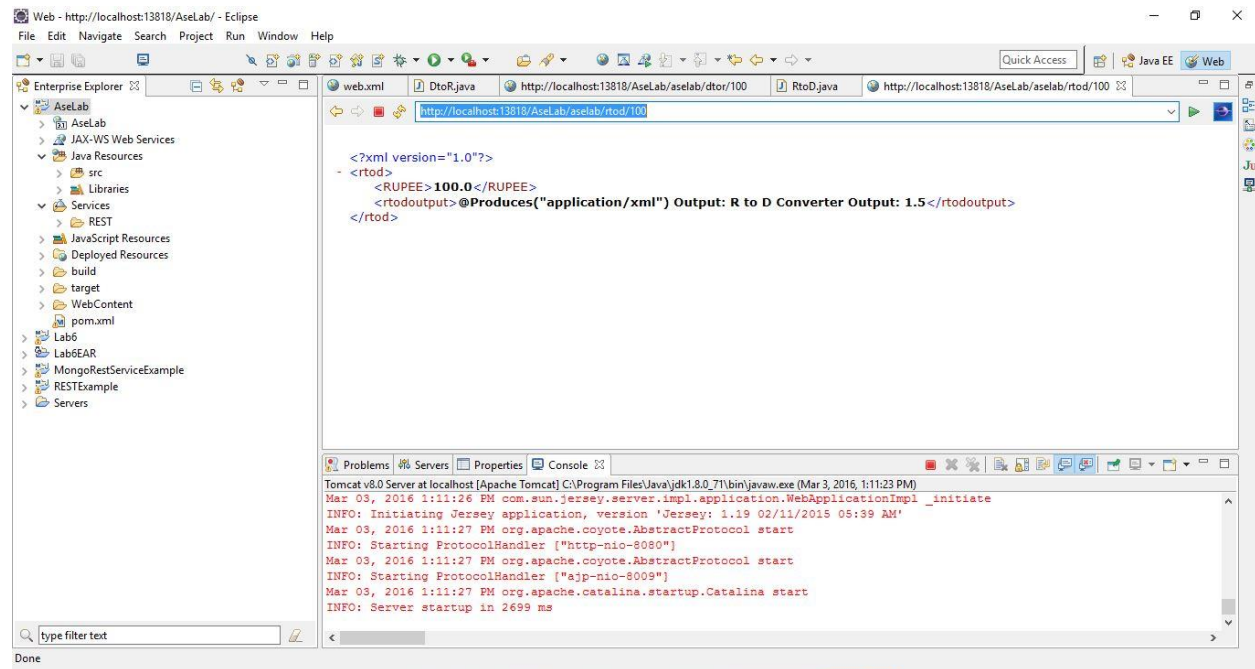 Web - http://localhost:13818/AseLab/ - Eclipse
File Edit Navigate Search Project Run Window Help
Quick Access
Java EE
Web
Enterprise Explorer
AseLab
AseLab
JAX-WS Web Services
Java Resources
src
Libraries
Services
REST
JavaScript Resources
Deployed Resources
build
target
WebContent
pom.xml
Lab6
Lab6EAR
MongoRestServiceExample
RESTExample
Servers
type filter text
web.xml DtoR.java http://localhost:13818/AseLab/aselab/dtor/100 RtoD.java http://localhost:13818/AseLab/aselab/rtod/100
http://localhost:13818/AseLab/aselab/rtod/100
<?xml version="1.0"?>
- <rtod>
<RUPEE>100.0</RUPEE>
<rtodoutput>@Produces("application/xml") Output: R to D Converter Output: 1.5</rtodoutput>
</rtod>
Ju
Problems Servers Properties Console
Tomcat v8.0 Server at localhost [Apache Tomcat] C:\Program Files\Java\jdk1.8.0_71\bin\javaw.exe (Mar 3, 2016, 1:11:23 PM)
Mar 03, 2016 1:11:26 PM com.sun.jersey.server.impl.application.WebApplicationImpl _initiate
INFO: Initiating Jersey application, version 'Jersey: 1.19 02/11/2015 05:39 AM'
Mar 03, 2016 1:11:27 PM org.apache.coyote.AbstractProtocol start
INFO: Starting ProtocolHandler ["http-nio-8080"]
Mar 03, 2016 1:11:27 PM org.apache.coyote.AbstractProtocol start
INFO: Starting ProtocolHandler ["ajp-nio-8009"]
Mar 03, 2016 1:11:27 PM org.apache.catalina.startup.Catalina start
INFO: Server startup in 2699 ms
Done